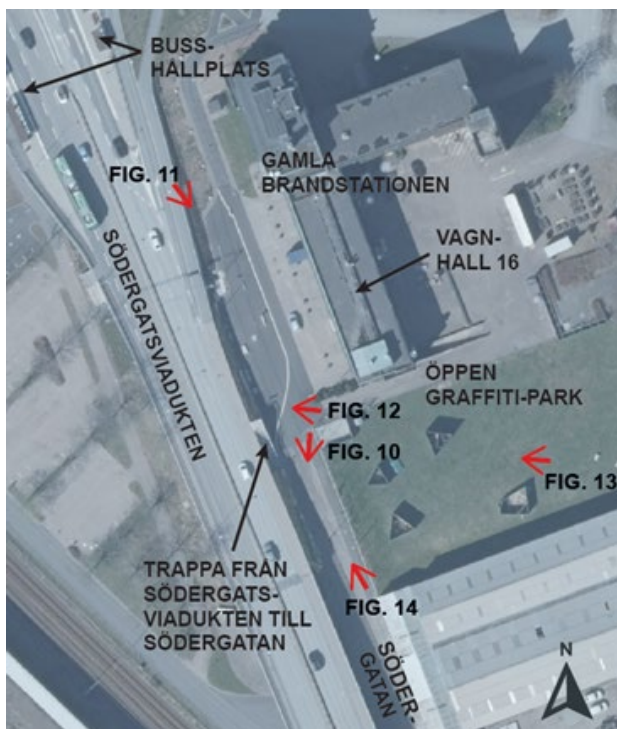 BUSS-
HÅLLPLATS
FIG. 11
GAMLA
BRANDSTATIONEN
VAGN-
HALL 16
SÖDERGATSVIADUKTEN
ÖPPEN
GRAFFITI-PARK
FIG. 12
FIG. 10
FIG. 13
TRAPPA FRÅN
SÖDERGATS-
VIADUKTEN TILL
SÖDERGATAN
FIG. 14
SÖDER-
GATAN
N